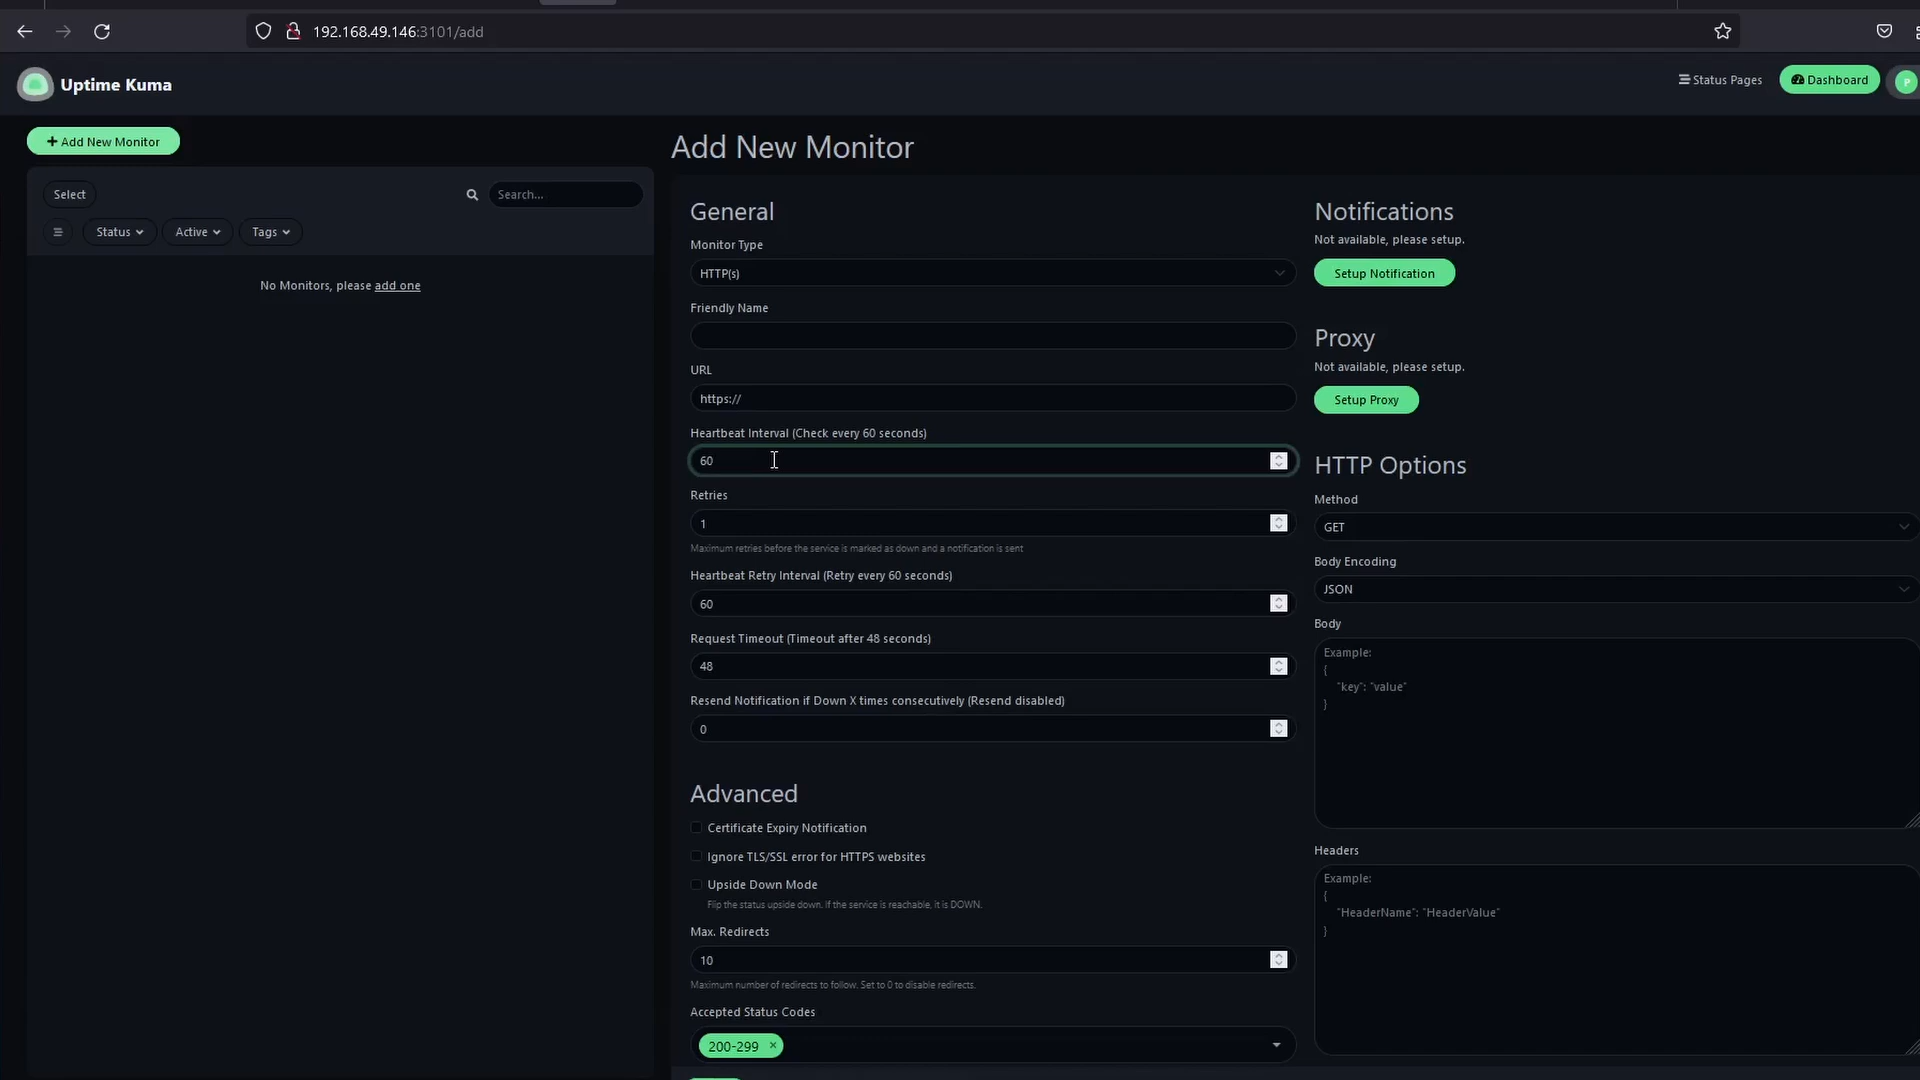 192.168.49.146:3101/add
Uptime Kuma
Status Pages
Dashboard
P
Add New Monitor
Select
Search...
Status
Active
Tags
No Monitors, please add one
Add New Monitor
General
Monitor Type
HTTP(s)
Friendly Name
URL
https://
Heartbeat Interval (Check every 60 seconds)
60
Retries
1
Maximum retries before the service is marked as down and a notification is sent
Heartbeat Retry Interval (Retry every 60 seconds)
60
Request Timeout (Timeout after 48 seconds)
48
Resend Notification if Down X times consecutively (Resend disabled)
0
Advanced
Certificate Expiry Notification
Ignore TLS/SSL error for HTTPS websites
Upside Down Mode
Flip the status upside down. If the service is reachable, it is DOWN.
Max. Redirects
10
Maximum number of redirects to follow. Set to 0 to disable redirects.
Accepted Status Codes
200-299 ×
Notifications
Not available, please setup.
Setup Notification
Proxy
Not available, please setup.
Setup Proxy
HTTP Options
Method
GET
Body Encoding
JSON
Body
Example:
{
"key": "value"
}
Headers
Example:
{
"HeaderName": "HeaderValue"
}